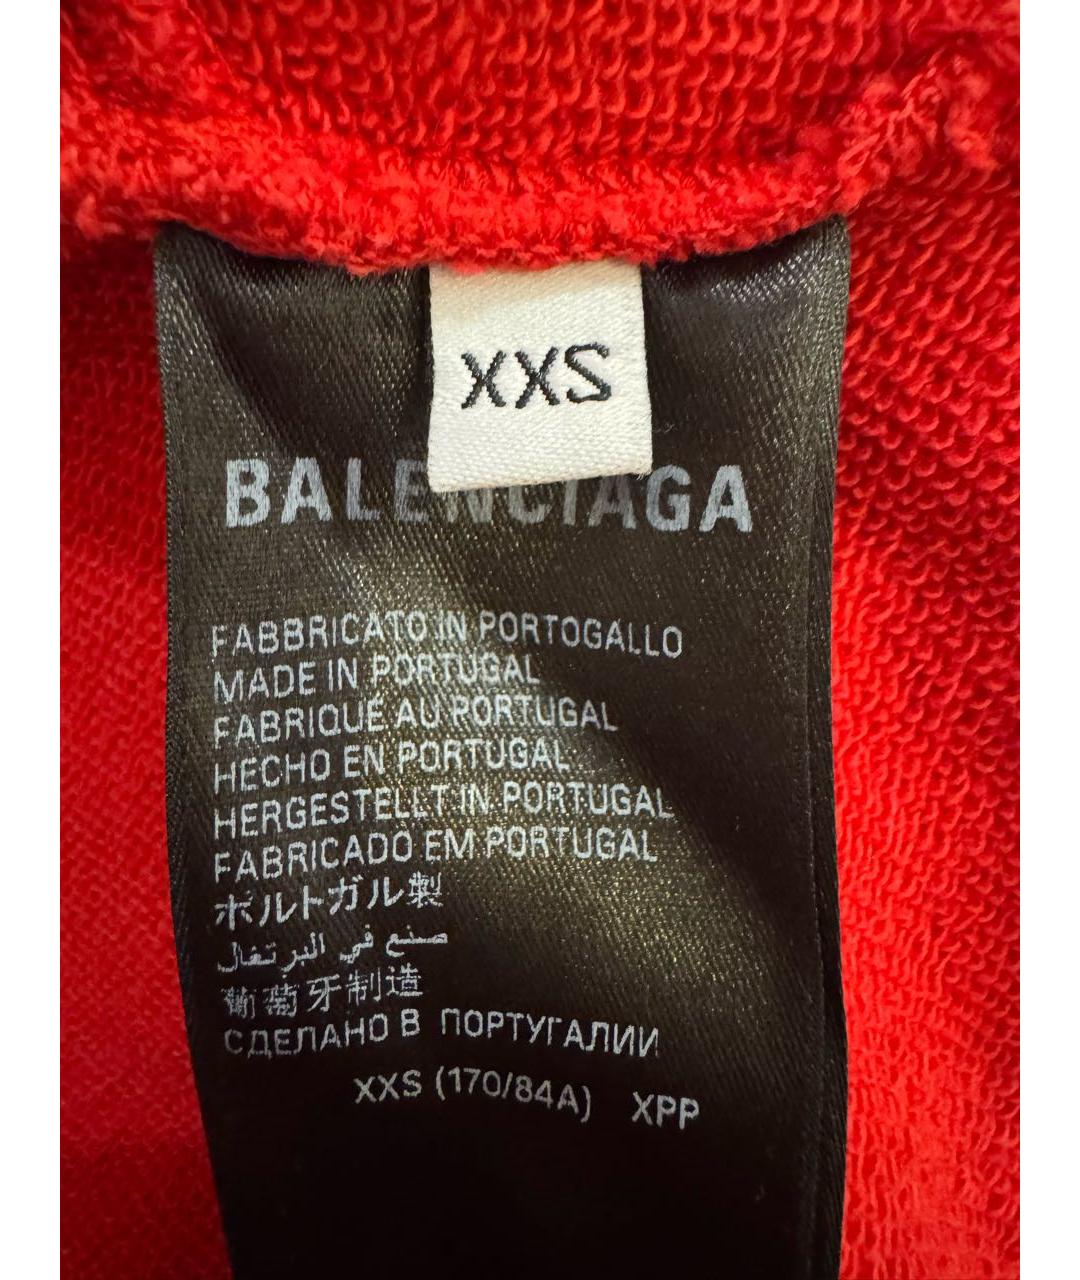 XXS
BALENCIAGA
FABBRICATO IN PORTOGALLO
MADE IN PORTUGAL
FABRIQUÉ AU PORTUGAL
HECHO EN PORTUGAL
HERGESTELLT IN PORTUGAL
FABRICADO EM PORTUGAL
ポルトガル製
صنع في البرتغال
葡萄牙制造
СДЕЛАНО В ПОРТУГАЛИИ
XXS (170/84A) XPP